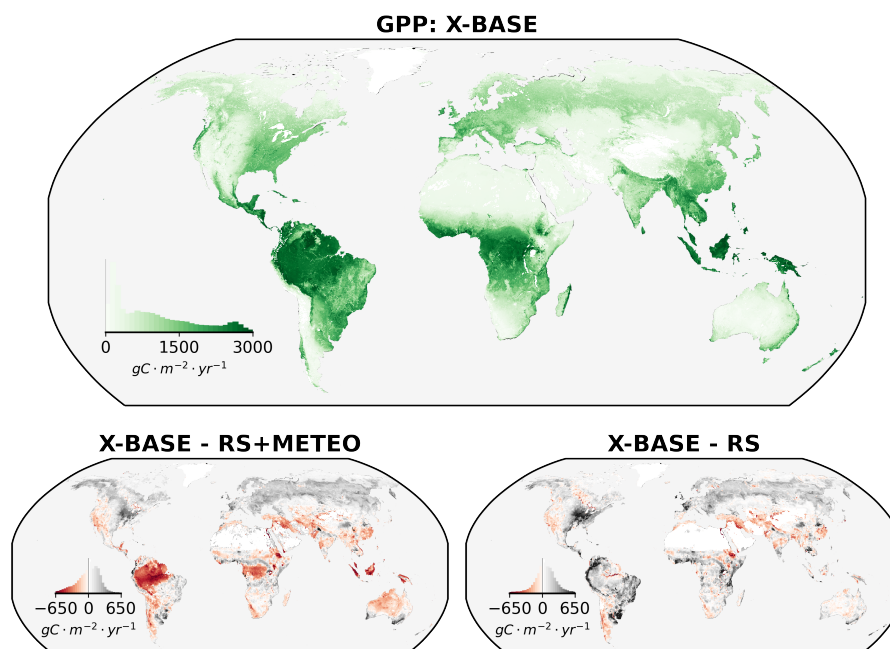 GPP: X-BASE
0 1500 3000
gC · m⁻² · yr⁻¹
X-BASE - RS+METEO
X-BASE - RS
−650 0 650
gC · m⁻² · yr⁻¹
−650 0 650
gC · m⁻² · yr⁻¹